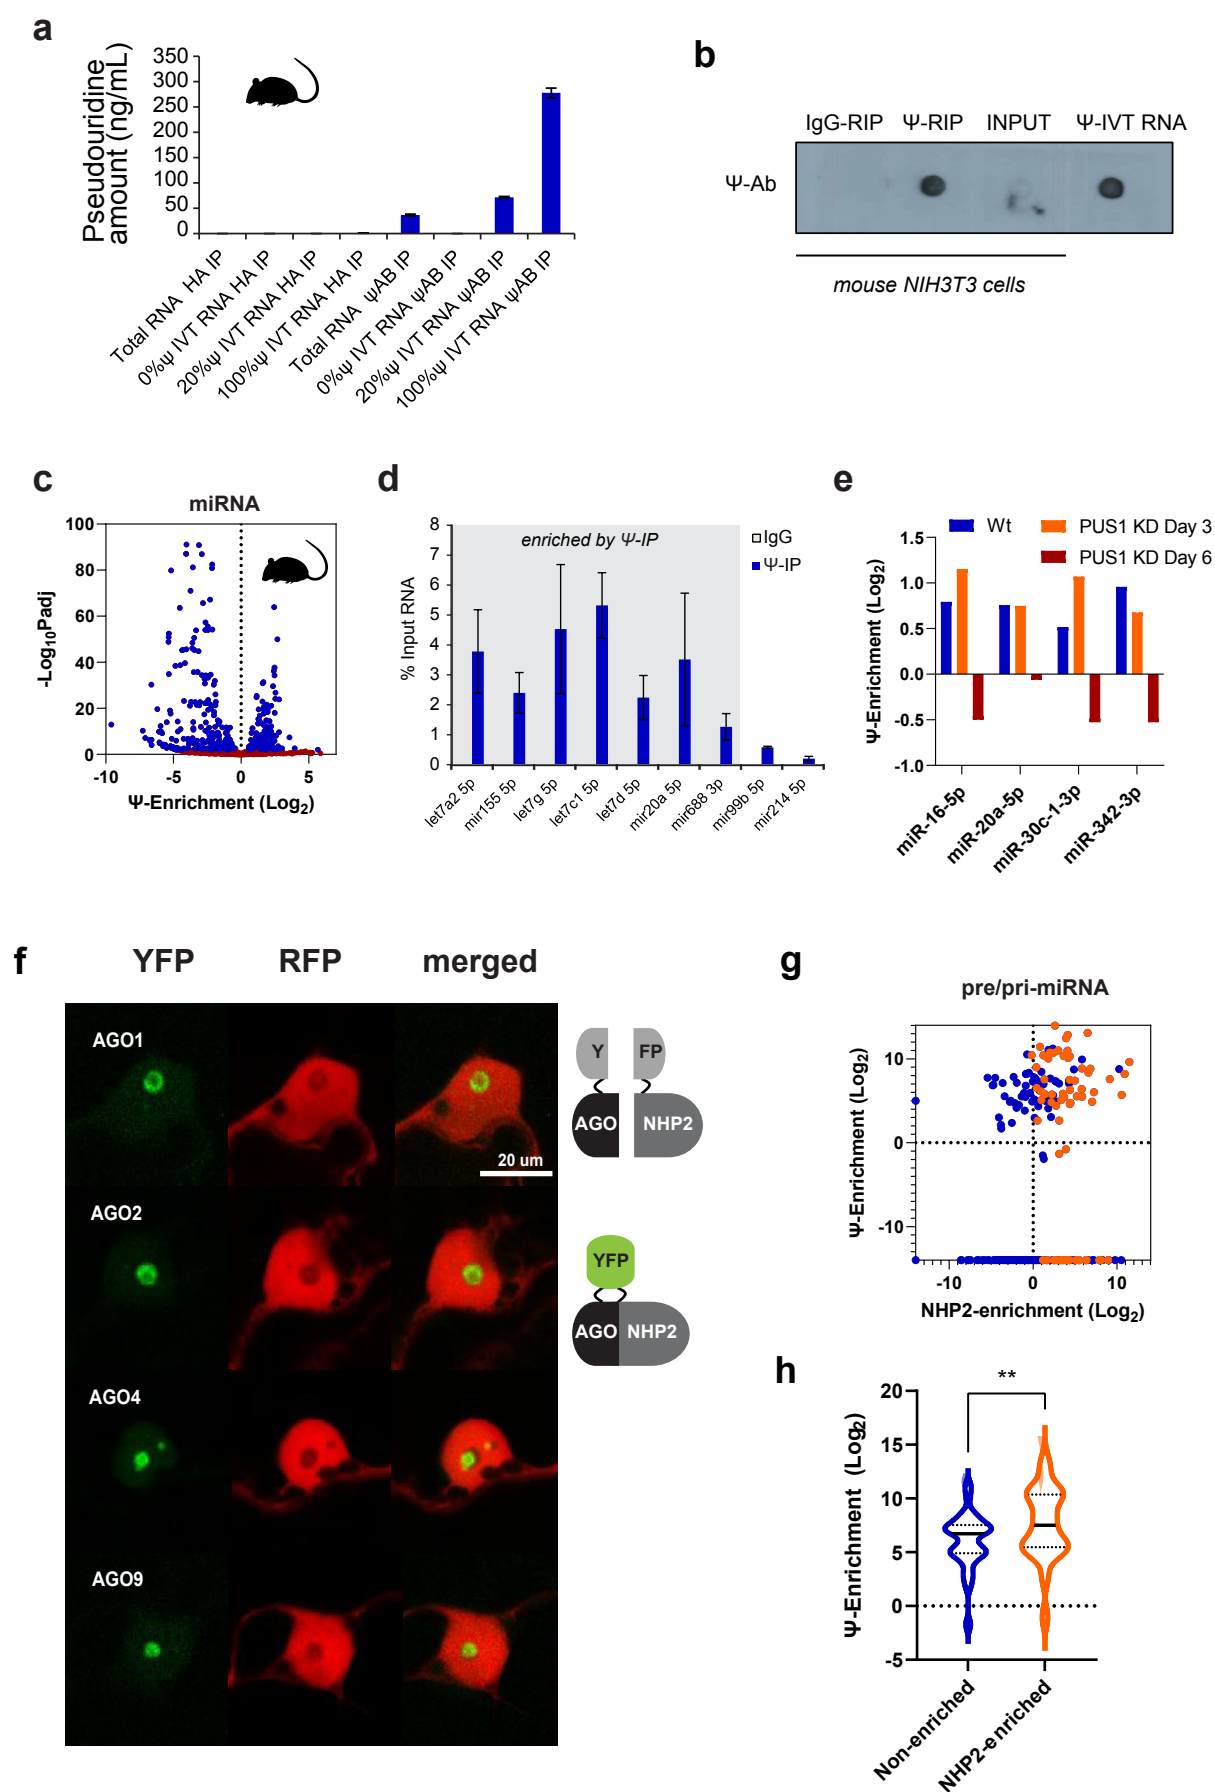 a
Pseudouridine
amount (ng/mL)
350
300
250
200
150
100
50
0
Total RNA HA IP
0%ψ IVT RNA HA IP
20%ψ IVT RNA HA IP
100%ψ IVT RNA HA IP
Total RNA ψAB IP
0%ψ IVT RNA ψAB IP
20%ψ IVT RNA ψAB IP
100%ψ IVT RNA ψAB IP
b
IgG-RIP Ψ-RIP INPUT Ψ-IVT RNA
Ψ-Ab
mouse NIH3T3 cells
c
miRNA
-Log10Padj
100
80
60
40
20
0
-10 -5 0 5
Ψ-Enrichment (Log2)
d
% Input RNA
8
7
6
5
4
3
2
1
0
enriched by Ψ-IP
IgG
Ψ-IP
let7a2 5p
mir155 5p
let7g 5p
let7c1 5p
let7d 5p
mir20a 5p
mir688 3p
mir99b 5p
mir214 5p
e
Wt
PUS1 KD Day 3
PUS1 KD Day 6
Ψ-Enrichment (Log2)
1.5
1.0
0.5
0.0
-0.5
-1.0
miR-16-5p
miR-20a-5p
miR-30c-1-3p
miR-342-3p
f
YFP RFP merged
AGO1
20 um
AGO2
AGO4
AGO9
Y FP
AGO NHP2
YFP
AGO NHP2
g
pre/pri-miRNA
Ψ-Enrichment (Log2)
10
0
-10
-10 0 10
NHP2-enrichment (Log2)
h
**
Ψ-Enrichment (Log2)
20
15
10
5
0
-5
Non-enriched
NHP2-enriched